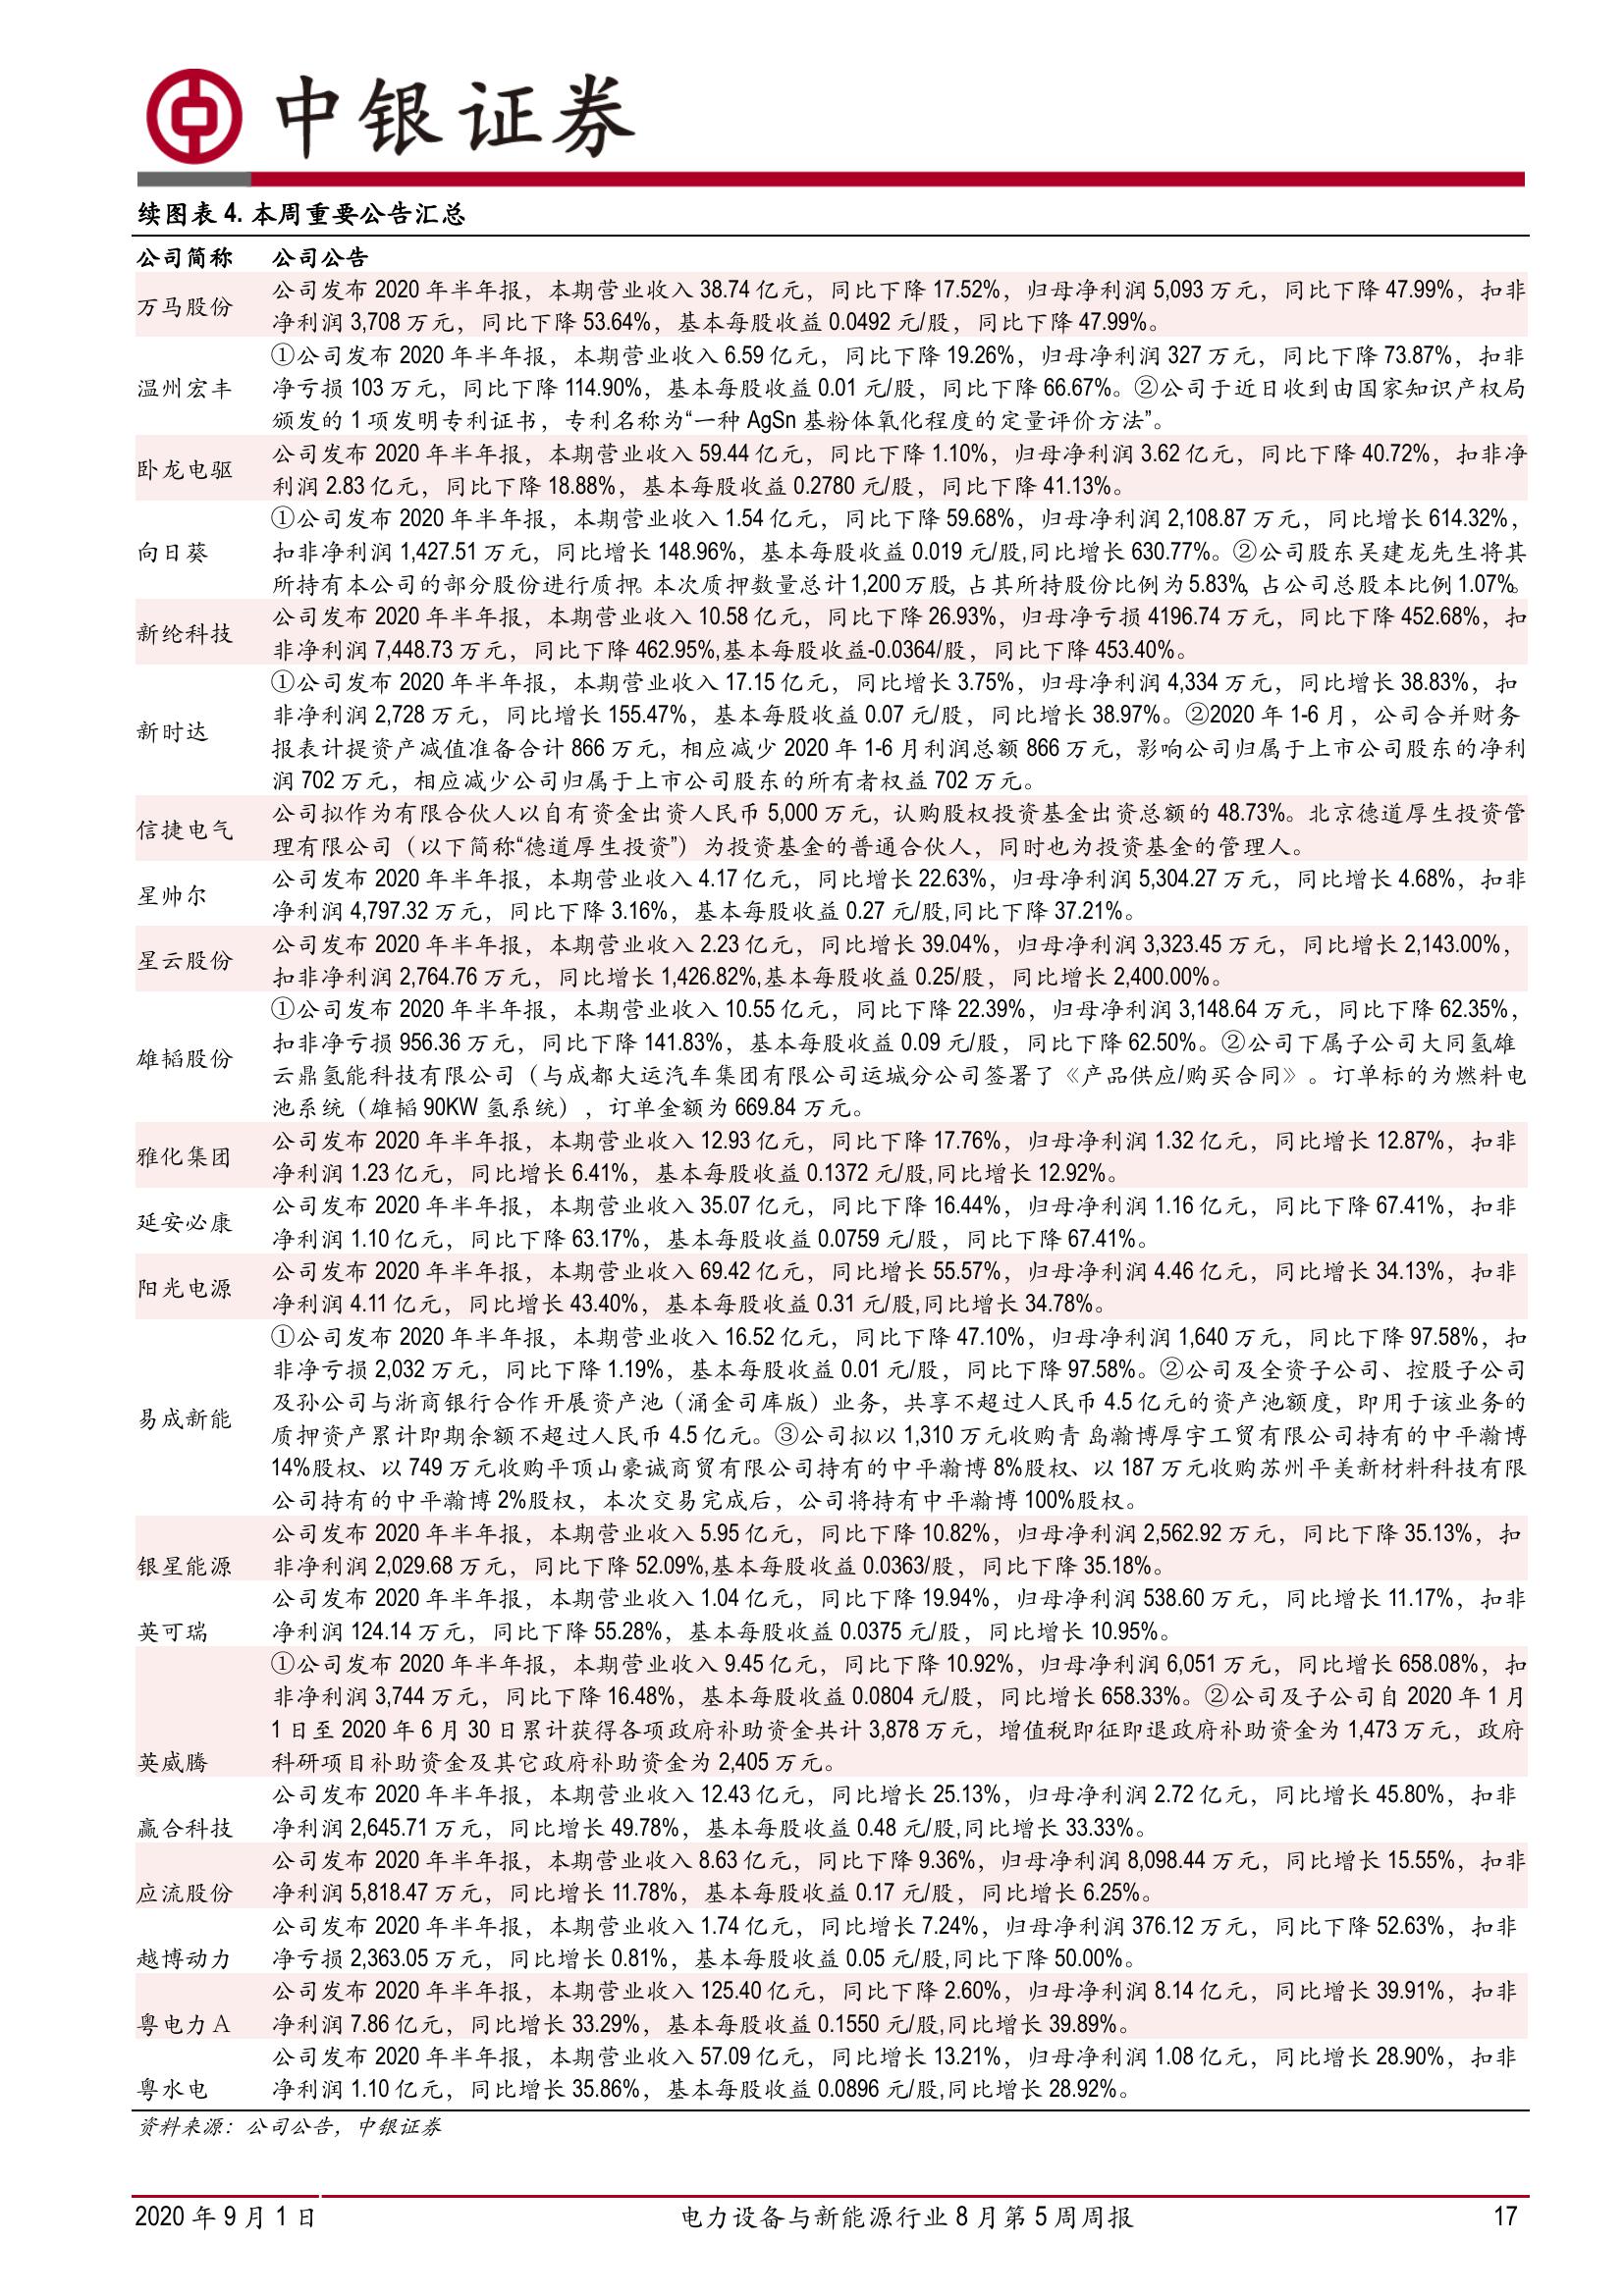 中银证券
续图表 4. 本周重要公告汇总
公司简称 公司公告
万马股份
公司发布 2020 年半年报，本期营业收入 38.74 亿元，同比下降 17.52%，归母净利润 5,093 万元，同比下降 47.99%，扣非
净利润 3,708 万元，同比下降 53.64%，基本每股收益 0.0492 元/股，同比下降 47.99%。
温州宏丰
①公司发布 2020 年半年报，本期营业收入 6.59 亿元，同比下降 19.26%，归母净利润 327 万元，同比下降 73.87%，扣非
净亏损 103 万元，同比下降 114.90%，基本每股收益 0.01 元/股，同比下降 66.67%。②公司于近日收到由国家知识产权局
颁发的 1 项发明专利证书，专利名称为“一种 AgSn 基粉体氧化程度的定量评价方法”。
卧龙电驱
公司发布 2020 年半年报，本期营业收入 59.44 亿元，同比下降 1.10%，归母净利润 3.62 亿元，同比下降 40.72%，扣非净
利润 2.83 亿元，同比下降 18.88%，基本每股收益 0.2780 元/股，同比下降 41.13%。
向日葵
①公司发布 2020 年半年报，本期营业收入 1.54 亿元，同比下降 59.68%，归母净利润 2,108.87 万元，同比增长 614.32%，
扣非净利润 1,427.51 万元，同比增长 148.96%，基本每股收益 0.019 元/股,同比增长 630.77%。②公司股东吴建龙先生将其
所持有本公司的部分股份进行质押。本次质押数量总计 1,200 万股，占其所持股份比例为 5.83%，占公司总股本比例 1.07%。
新纶科技
公司发布 2020 年半年报，本期营业收入 10.58 亿元，同比下降 26.93%，归母净亏损 4196.74 万元，同比下降 452.68%，扣
非净利润 7,448.73 万元，同比下降 462.95%,基本每股收益-0.0364/股，同比下降 453.40%。
新时达
①公司发布 2020 年半年报，本期营业收入 17.15 亿元，同比增长 3.75%，归母净利润 4,334 万元，同比增长 38.83%，扣
非净利润 2,728 万元，同比增长 155.47%，基本每股收益 0.07 元/股，同比增长 38.97%。②2020 年 1-6 月，公司合并财务
报表计提资产减值准备合计 866 万元，相应减少 2020 年 1-6 月利润总额 866 万元，影响公司归属于上市公司股东的净利
润 702 万元，相应减少公司归属于上市公司股东的所有者权益 702 万元。
信捷电气
公司拟作为有限合伙人以自有资金出资人民币 5,000 万元，认购股权投资基金出资总额的 48.73%。北京德道厚生投资管
理有限公司（以下简称“德道厚生投资”）为投资基金的普通合伙人，同时也为投资基金的管理人。
星帅尔
公司发布 2020 年半年报，本期营业收入 4.17 亿元，同比增长 22.63%，归母净利润 5,304.27 万元，同比增长 4.68%，扣非
净利润 4,797.32 万元，同比下降 3.16%，基本每股收益 0.27 元/股,同比下降 37.21%。
星云股份
公司发布 2020 年半年报，本期营业收入 2.23 亿元，同比增长 39.04%，归母净利润 3,323.45 万元，同比增长 2,143.00%，
扣非净利润 2,764.76 万元，同比增长 1,426.82%,基本每股收益 0.25/股，同比增长 2,400.00%。
雄韬股份
①公司发布 2020 年半年报，本期营业收入 10.55 亿元，同比下降 22.39%，归母净利润 3,148.64 万元，同比下降 62.35%，
扣非净亏损 956.36 万元，同比下降 141.83%，基本每股收益 0.09 元/股，同比下降 62.50%。②公司下属子公司大同氢雄
云鼎氢能科技有限公司（与成都大运汽车集团有限公司运城分公司签署了《产品供应/购买合同》。订单标的为燃料电
池系统（雄韬 90KW 氢系统），订单金额为 669.84 万元。
雅化集团
公司发布 2020 年半年报，本期营业收入 12.93 亿元，同比下降 17.76%，归母净利润 1.32 亿元，同比增长 12.87%，扣非
净利润 1.23 亿元，同比增长 6.41%，基本每股收益 0.1372 元/股,同比增长 12.92%。
延安必康
公司发布 2020 年半年报，本期营业收入 35.07 亿元，同比下降 16.44%，归母净利润 1.16 亿元，同比下降 67.41%，扣非
净利润 1.10 亿元，同比下降 63.17%，基本每股收益 0.0759 元/股，同比下降 67.41%。
阳光电源
公司发布 2020 年半年报，本期营业收入 69.42 亿元，同比增长 55.57%，归母净利润 4.46 亿元，同比增长 34.13%，扣非
净利润 4.11 亿元，同比增长 43.40%，基本每股收益 0.31 元/股,同比增长 34.78%。
易成新能
①公司发布 2020 年半年报，本期营业收入 16.52 亿元，同比下降 47.10%，归母净利润 1,640 万元，同比下降 97.58%，扣
非净亏损 2,032 万元，同比下降 1.19%，基本每股收益 0.01 元/股，同比下降 97.58%。②公司及全资子公司、控股子公司
及孙公司与浙商银行合作开展资产池（涌金司库版）业务，共享不超过人民币 4.5 亿元的资产池额度，即用于该业务的
质押资产累计即期余额不超过人民币 4.5 亿元。③公司拟以 1,310 万元收购青 岛瀚博厚宇工贸有限公司持有的中平瀚博
14%股权、以 749 万元收购平顶山豪诚商贸有限公司持有的中平瀚博 8%股权、以 187 万元收购苏州平美新材料科技有限
公司持有的中平瀚博 2%股权，本次交易完成后，公司将持有中平瀚博 100%股权。
银星能源
公司发布 2020 年半年报，本期营业收入 5.95 亿元，同比下降 10.82%，归母净利润 2,562.92 万元，同比下降 35.13%，扣
非净利润 2,029.68 万元，同比下降 52.09%,基本每股收益 0.0363/股，同比下降 35.18%。
英可瑞
公司发布 2020 年半年报，本期营业收入 1.04 亿元，同比下降 19.94%，归母净利润 538.60 万元，同比增长 11.17%，扣非
净利润 124.14 万元，同比下降 55.28%，基本每股收益 0.0375 元/股，同比增长 10.95%。
英威腾
①公司发布 2020 年半年报，本期营业收入 9.45 亿元，同比下降 10.92%，归母净利润 6,051 万元，同比增长 658.08%，扣
非净利润 3,744 万元，同比下降 16.48%，基本每股收益 0.0804 元/股，同比增长 658.33%。②公司及子公司自 2020 年 1 月
1 日至 2020 年 6 月 30 日累计获得各项政府补助资金共计 3,878 万元，增值税即征即退政府补助资金为 1,473 万元，政府
科研项目补助资金及其它政府补助资金为 2,405 万元。
赢合科技
公司发布 2020 年半年报，本期营业收入 12.43 亿元，同比增长 25.13%，归母净利润 2.72 亿元，同比增长 45.80%，扣非
净利润 2,645.71 万元，同比增长 49.78%，基本每股收益 0.48 元/股,同比增长 33.33%。
应流股份
公司发布 2020 年半年报，本期营业收入 8.63 亿元，同比下降 9.36%，归母净利润 8,098.44 万元，同比增长 15.55%，扣非
净利润 5,818.47 万元，同比增长 11.78%，基本每股收益 0.17 元/股，同比增长 6.25%。
越博动力
公司发布 2020 年半年报，本期营业收入 1.74 亿元，同比增长 7.24%，归母净利润 376.12 万元，同比下降 52.63%，扣非
净亏损 2,363.05 万元，同比增长 0.81%，基本每股收益 0.05 元/股,同比下降 50.00%。
粤电力Ａ
公司发布 2020 年半年报，本期营业收入 125.40 亿元，同比下降 2.60%，归母净利润 8.14 亿元，同比增长 39.91%，扣非
净利润 7.86 亿元，同比增长 33.29%，基本每股收益 0.1550 元/股,同比增长 39.89%。
粤水电
公司发布 2020 年半年报，本期营业收入 57.09 亿元，同比增长 13.21%，归母净利润 1.08 亿元，同比增长 28.90%，扣非
净利润 1.10 亿元，同比增长 35.86%，基本每股收益 0.0896 元/股,同比增长 28.92%。
资料来源：公司公告，中银证券
2020 年 9 月 1 日 电力设备与新能源行业 8 月第 5 周周报 17